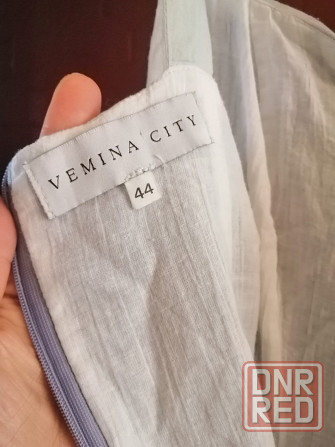 VEMINA CITY
44
DNR
RED